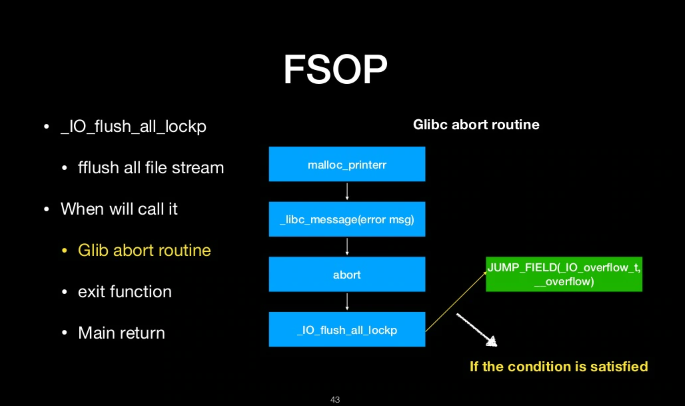 FSOP
• _IO_flush_all_lockp
• fflush all file stream
• When will call it
• Glib abort routine
• exit function
• Main return
Glibc abort routine
malloc_printerr
_libc_message(error msg)
abort
_IO_flush_all_lockp
JUMP_FIELD(_IO_overflow_t,
__overflow)
If the condition is satisfied
43